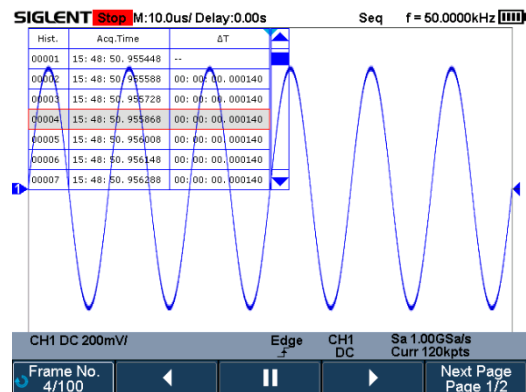 SIGLENT Stop M:10.0us/ Delay:0.00s Seq f = 50.0000kHz
Hist. Acq.Time ΔT
00001 15: 48: 50. 955448 --
00002 15: 48: 50. 955588 00: 00: 00. 000140
00003 15: 48: 50. 955728 00: 00: 00. 000140
00004 15: 48: 50. 955868 00: 00: 00. 000140
00005 15: 48: 50. 956008 00: 00: 00. 000140
00006 15: 48: 50. 956148 00: 00: 00. 000140
00007 15: 48: 50. 956288 00: 00: 00. 000140
1
CH1 DC 200mV/ Edge CH1 Sa 1.00GSa/s
DC Curr 120kpts
Frame No. Next Page
4/100 Page 1/2